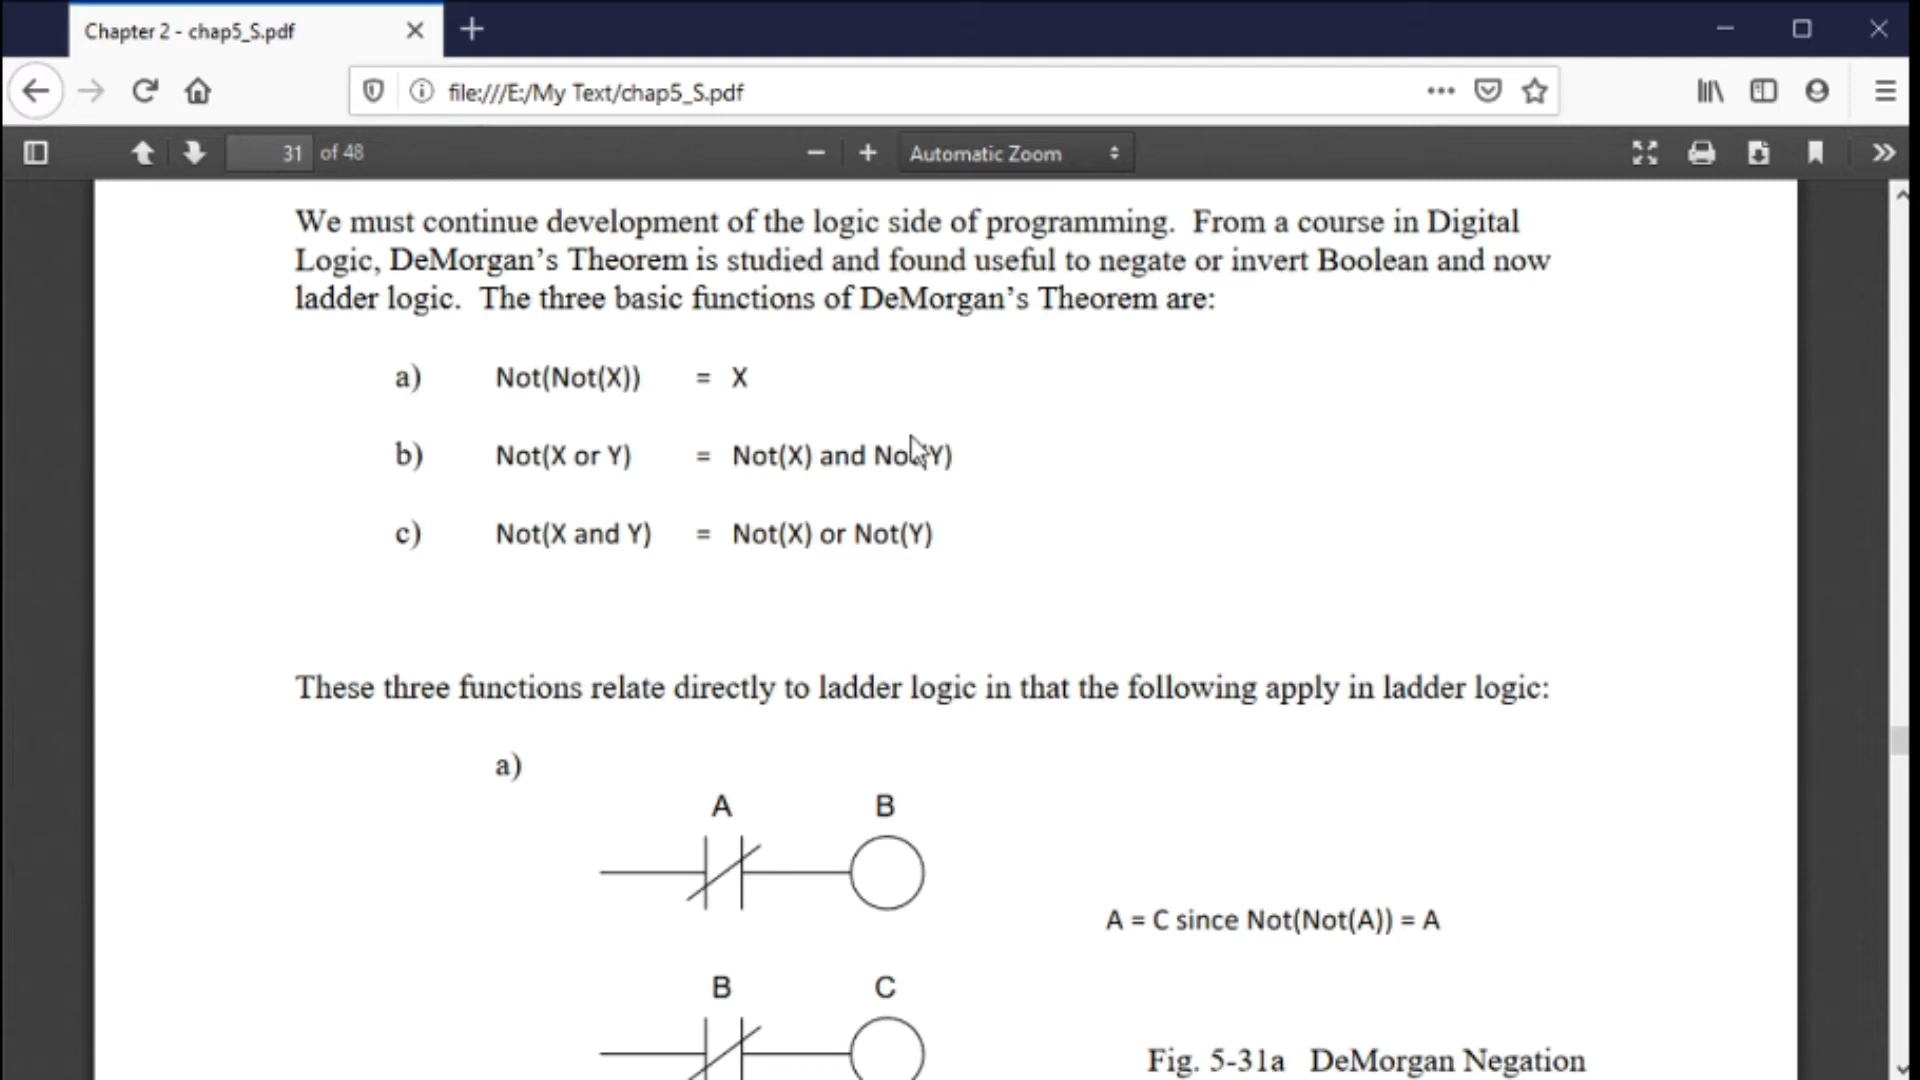 Chapter 2 - chap5_S.pdf
file:///E:/My Text/chap5_S.pdf
31 of 48
Automatic Zoom
We must continue development of the logic side of programming. From a course in Digital
Logic, DeMorgan's Theorem is studied and found useful to negate or invert Boolean and now
ladder logic. The three basic functions of DeMorgan's Theorem are:
a) Not(Not(X)) = X
b) Not(X or Y) = Not(X) and Not(Y)
c) Not(X and Y) = Not(X) or Not(Y)
These three functions relate directly to ladder logic in that the following apply in ladder logic:
a)
A B
A = C since Not(Not(A)) = A
B C
Fig. 5-31a DeMorgan Negation